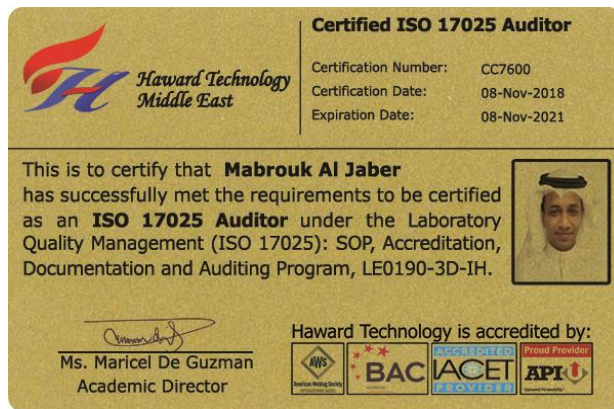 Haward Technology
Middle East
Certified ISO 17025 Auditor
Certification Number: CC7600
Certification Date: 08-Nov-2018
Expiration Date: 08-Nov-2021
This is to certify that Mabrouk Al Jaber
has successfully met the requirements to be certified
as an ISO 17025 Auditor under the Laboratory
Quality Management (ISO 17025): SOP, Accreditation,
Documentation and Auditing Program, LE0190-3D-IH.
Ms. Maricel De Guzman
Academic Director
Haward Technology is accredited by:
AWS
American Welding Society
BAC
ACCREDITED
IACET
PROVIDER
Proud Provider
API